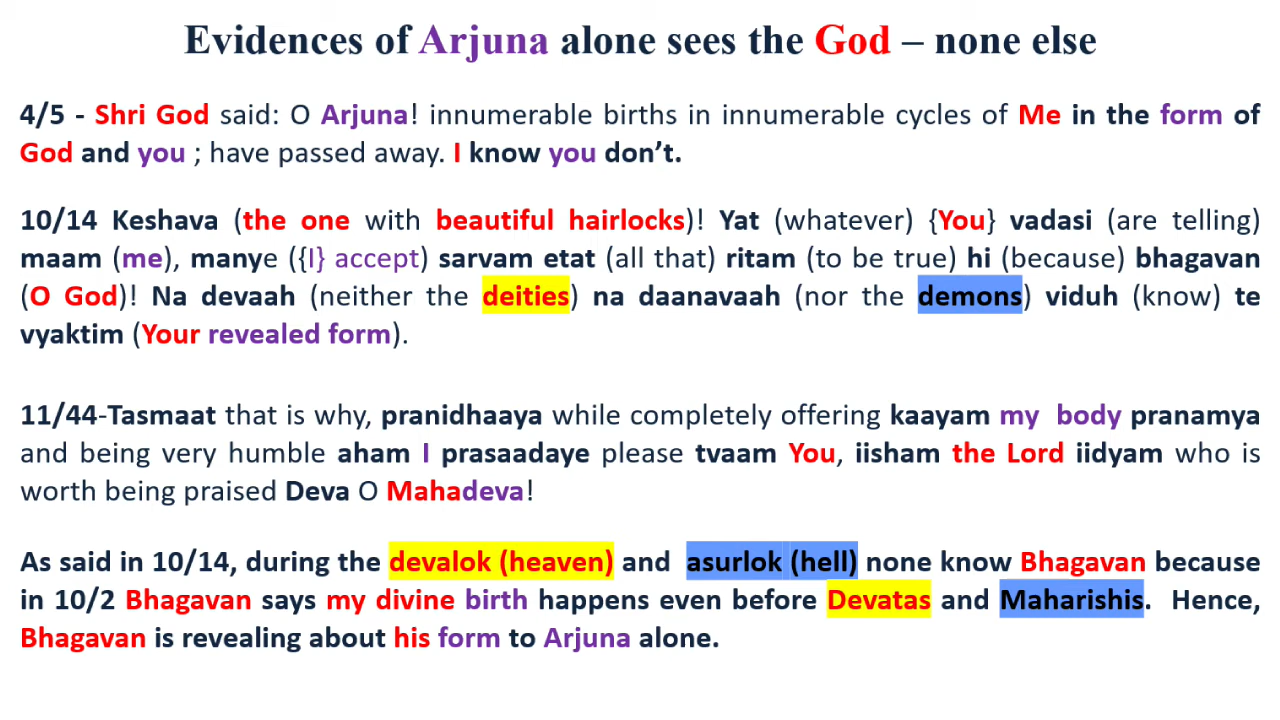 Evidences of Arjuna alone sees the God – none else
4/5 - Shri God said: O Arjuna! innumerable births in innumerable cycles of Me in the form of
God and you ; have passed away. I know you don’t.
10/14 Keshava (the one with beautiful hairlocks)! Yat (whatever) {You} vadasi (are telling)
maam (me), manye ({I} accept) sarvam etat (all that) ritam (to be true) hi (because) bhagavan
(O God)! Na devaah (neither the deities) na daanavaah (nor the demons) viduh (know) te
vyaktim (Your revealed form).
11/44-Tasmaat that is why, pranidhaaya while completely offering kaayam my body pranamya
and being very humble aham I prasaadaye please tvaam You, iisham the Lord iidyam who is
worth being praised Deva O Mahadeva!
As said in 10/14, during the devalok (heaven) and asurlok (hell) none know Bhagavan because
in 10/2 Bhagavan says my divine birth happens even before Devatas and Maharishis. Hence,
Bhagavan is revealing about his form to Arjuna alone.